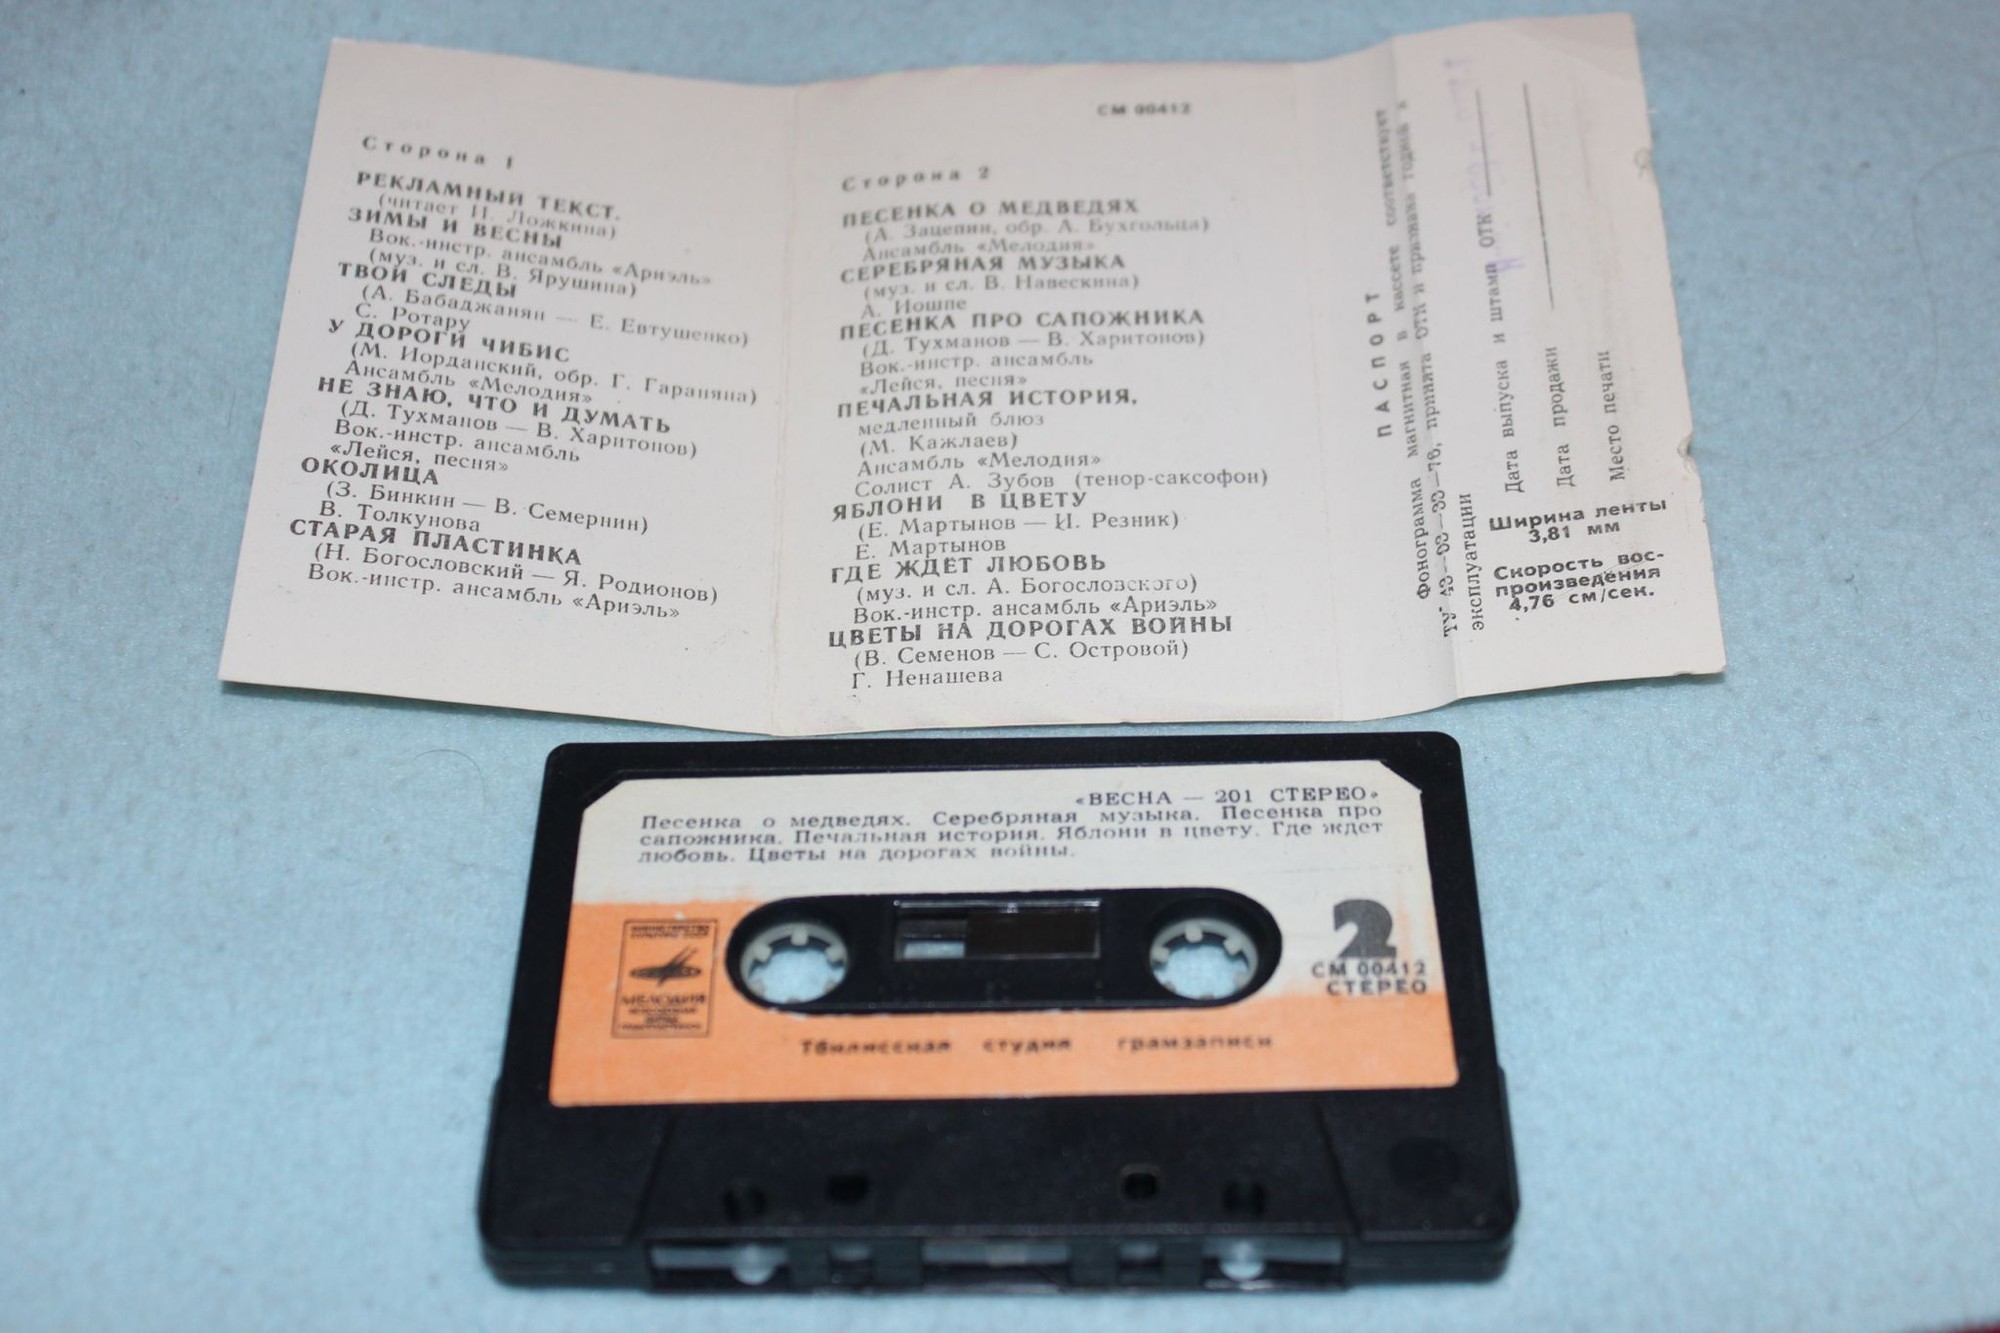 Сторона 1
РЕКЛАМНЫЙ ТЕКСТ.
(читает И. Ложкина)
ЗИМЫ И ВЕСНЫ
Вок.-инстр. ансамбль «Ариэль»
(муз. и сл. В. Ярушина)
ТВОИ СЛЕДЫ
(А. Бабаджанян — Е. Евтушенко)
С. Ротару
У ДОРОГИ ЧИБИС
(М. Иорданский, обр. Г. Гараняна)
Ансамбль «Мелодия»
НЕ ЗНАЮ, ЧТО И ДУМАТЬ
(Д. Тухманов — В. Харитонов)
Вок.-инстр. ансамбль
«Лейся, песня»
ОКОЛИЦА
(З. Бинкин — В. Семернин)
В. Толкунова
СТАРАЯ ПЛАСТИНКА
(Н. Богословский — Я. Родионов)
Вок.-инстр. ансамбль «Ариэль»
СМ 00412
Сторона 2
ПЕСЕНКА О МЕДВЕДЯХ
(А. Зацепин, обр. А. Бухгольца)
Ансамбль «Мелодия»
СЕРЕБРЯНАЯ МУЗЫКА
(муз. и сл. В. Навескина)
А. Иошпе
ПЕСЕНКА ПРО САПОЖНИКА
(Д. Тухманов — В. Харитонов)
Вок.-инстр. ансамбль
«Лейся, песня»
ПЕЧАЛЬНАЯ ИСТОРИЯ,
медленный блюз
(М. Кажлаев)
Ансамбль «Мелодия»
Солист А. Зубов (тенор-саксофон)
ЯБЛОНИ В ЦВЕТУ
(Е. Мартынов — И. Резник)
Е. Мартынов
ГДЕ ЖДЕТ ЛЮБОВЬ
(муз. и сл. А. Богословского)
Вок.-инстр. ансамбль «Ариэль»
ЦВЕТЫ НА ДОРОГАХ ВОЙНЫ
(В. Семенов — С. Островой)
Г. Ненашева
ПАСПОРТ
Фонограмма магнитная в кассете соответствует
ТУ 43—03—33—76, принята ОТК и признана годной к
эксплуатации
Дата выпуска и штамп ОТК
Дата продажи
Место печати
Ширина ленты
3,81 мм
Скорость вос-
произведения
4,76 см/сек.
«ВЕСНА — 201 СТЕРЕО»
Песенка о медведях. Серебряная музыка. Песенка про
сапожника. Печальная история. Яблони в цвету. Где ждет
любовь. Цветы на дорогах войны.
МИНИСТЕРСТВО
КУЛЬТУРЫ СССР
МЕЛОДИЯ
2
СМ 00412
СТЕРЕО
Тбилисская студия грамзаписи